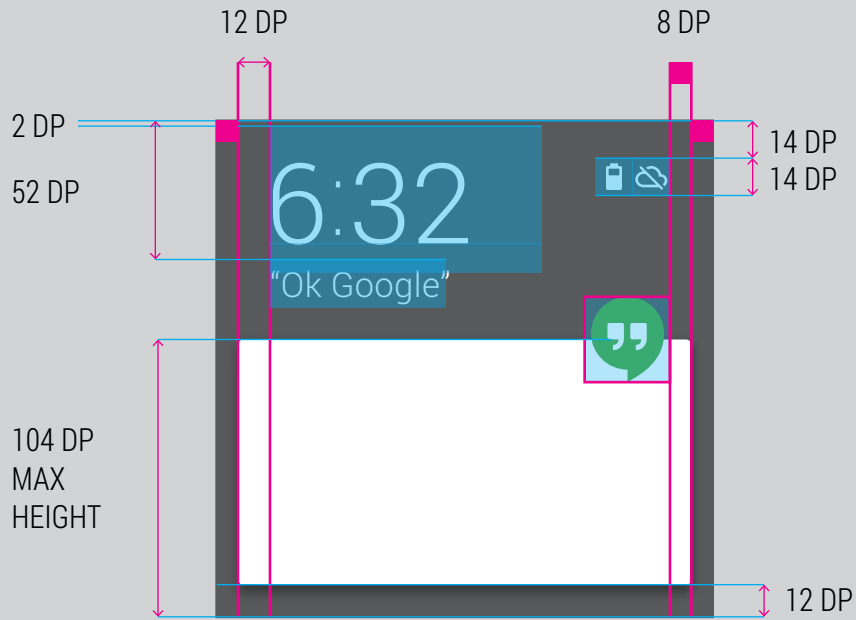 12 DP
8 DP
2 DP
14 DP
52 DP
14 DP
6:32
“Ok Google”
104 DP
MAX
HEIGHT
12 DP